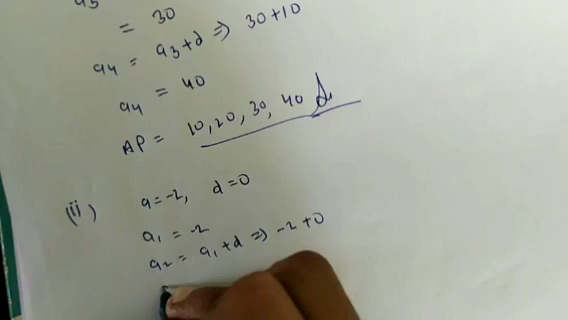 a3
= 30
a4 = a3+d => 30+10
a4 = 40
AP = 10, 20, 30, 40
(ii) a=-2, d=0
a1 = -2
a2 = a1+d => -2+0